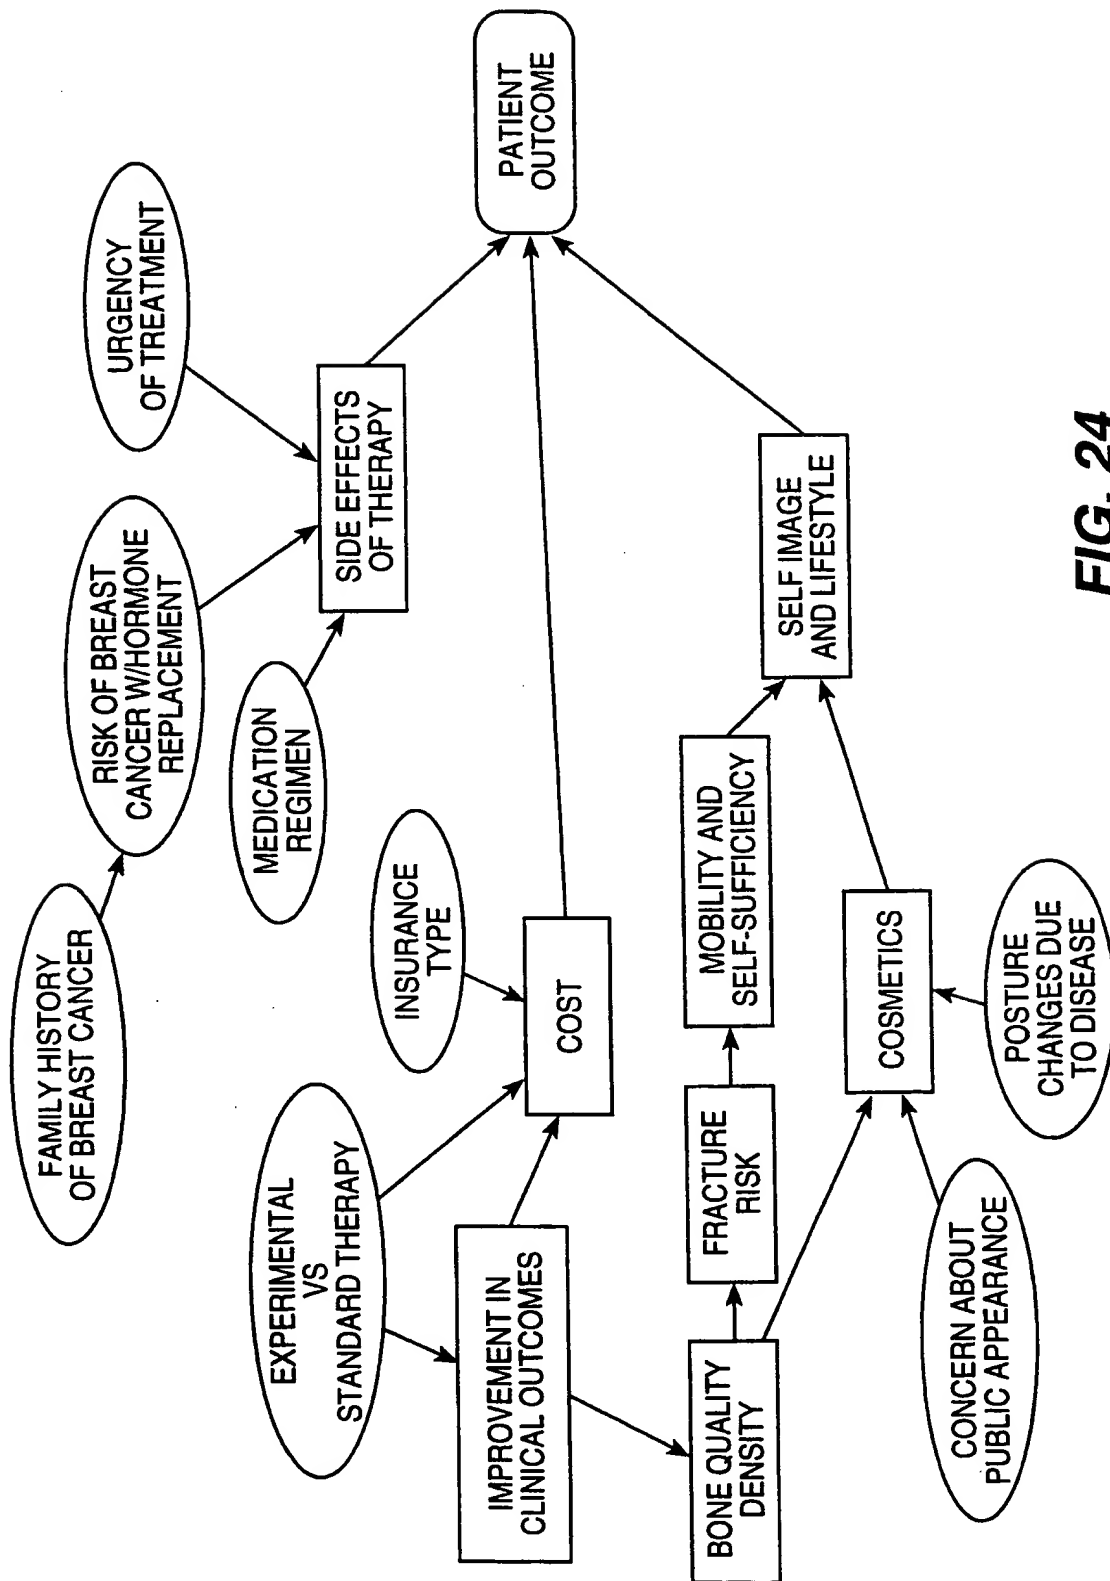 FAMILY HISTORY
OF BREAST CANCER
RISK OF BREAST
CANCER W/HORMONE
REPLACEMENT
URGENCY
OF TREATMENT
MEDICATION
REGIMEN
SIDE EFFECTS
OF THERAPY
EXPERIMENTAL
VS
STANDARD THERAPY
INSURANCE
TYPE
IMPROVEMENT IN
CLINICAL OUTCOMES
COST
PATIENT
OUTCOME
BONE QUALITY
DENSITY
FRACTURE
RISK
MOBILITY AND
SELF-SUFFICIENCY
SELF IMAGE
AND LIFESTYLE
COSMETICS
CONCERN ABOUT
PUBLIC APPEARANCE
POSTURE
CHANGES DUE
TO DISEASE
FIG. 24